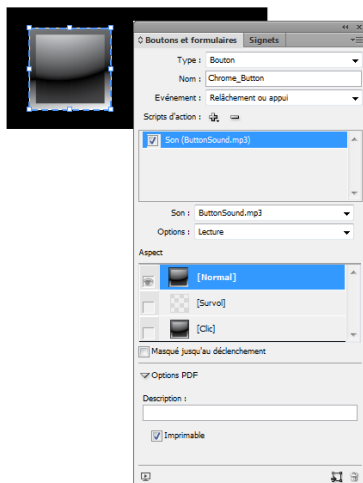 Boutons et formulaires Signets
Type : Bouton
Nom : Chrome_Button
Evénement : Relâchement ou appui
Scripts d'action :
Son (ButtonSound.mp3)
Son : ButtonSound.mp3
Options : Lecture
Aspect
[Normal]
[Survol]
[Clic]
Masqué jusqu'au déclenchement
Options PDF
Description :
Imprimable